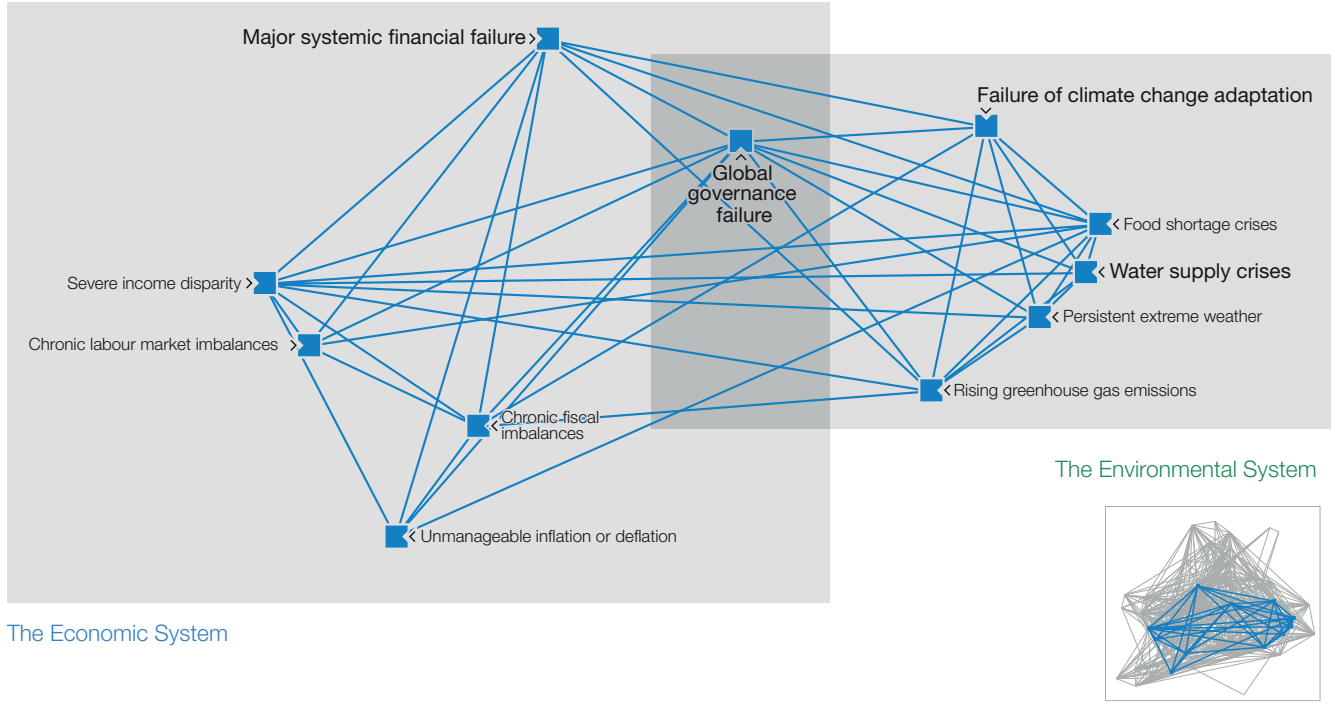 Major systemic financial failure
Failure of climate change adaptation
Global
governance
failure
Food shortage crises
Water supply crises
Severe income disparity
Persistent extreme weather
Chronic labour market imbalances
Rising greenhouse gas emissions
Chronic fiscal
imbalances
The Environmental System
Unmanageable inflation or deflation
The Economic System